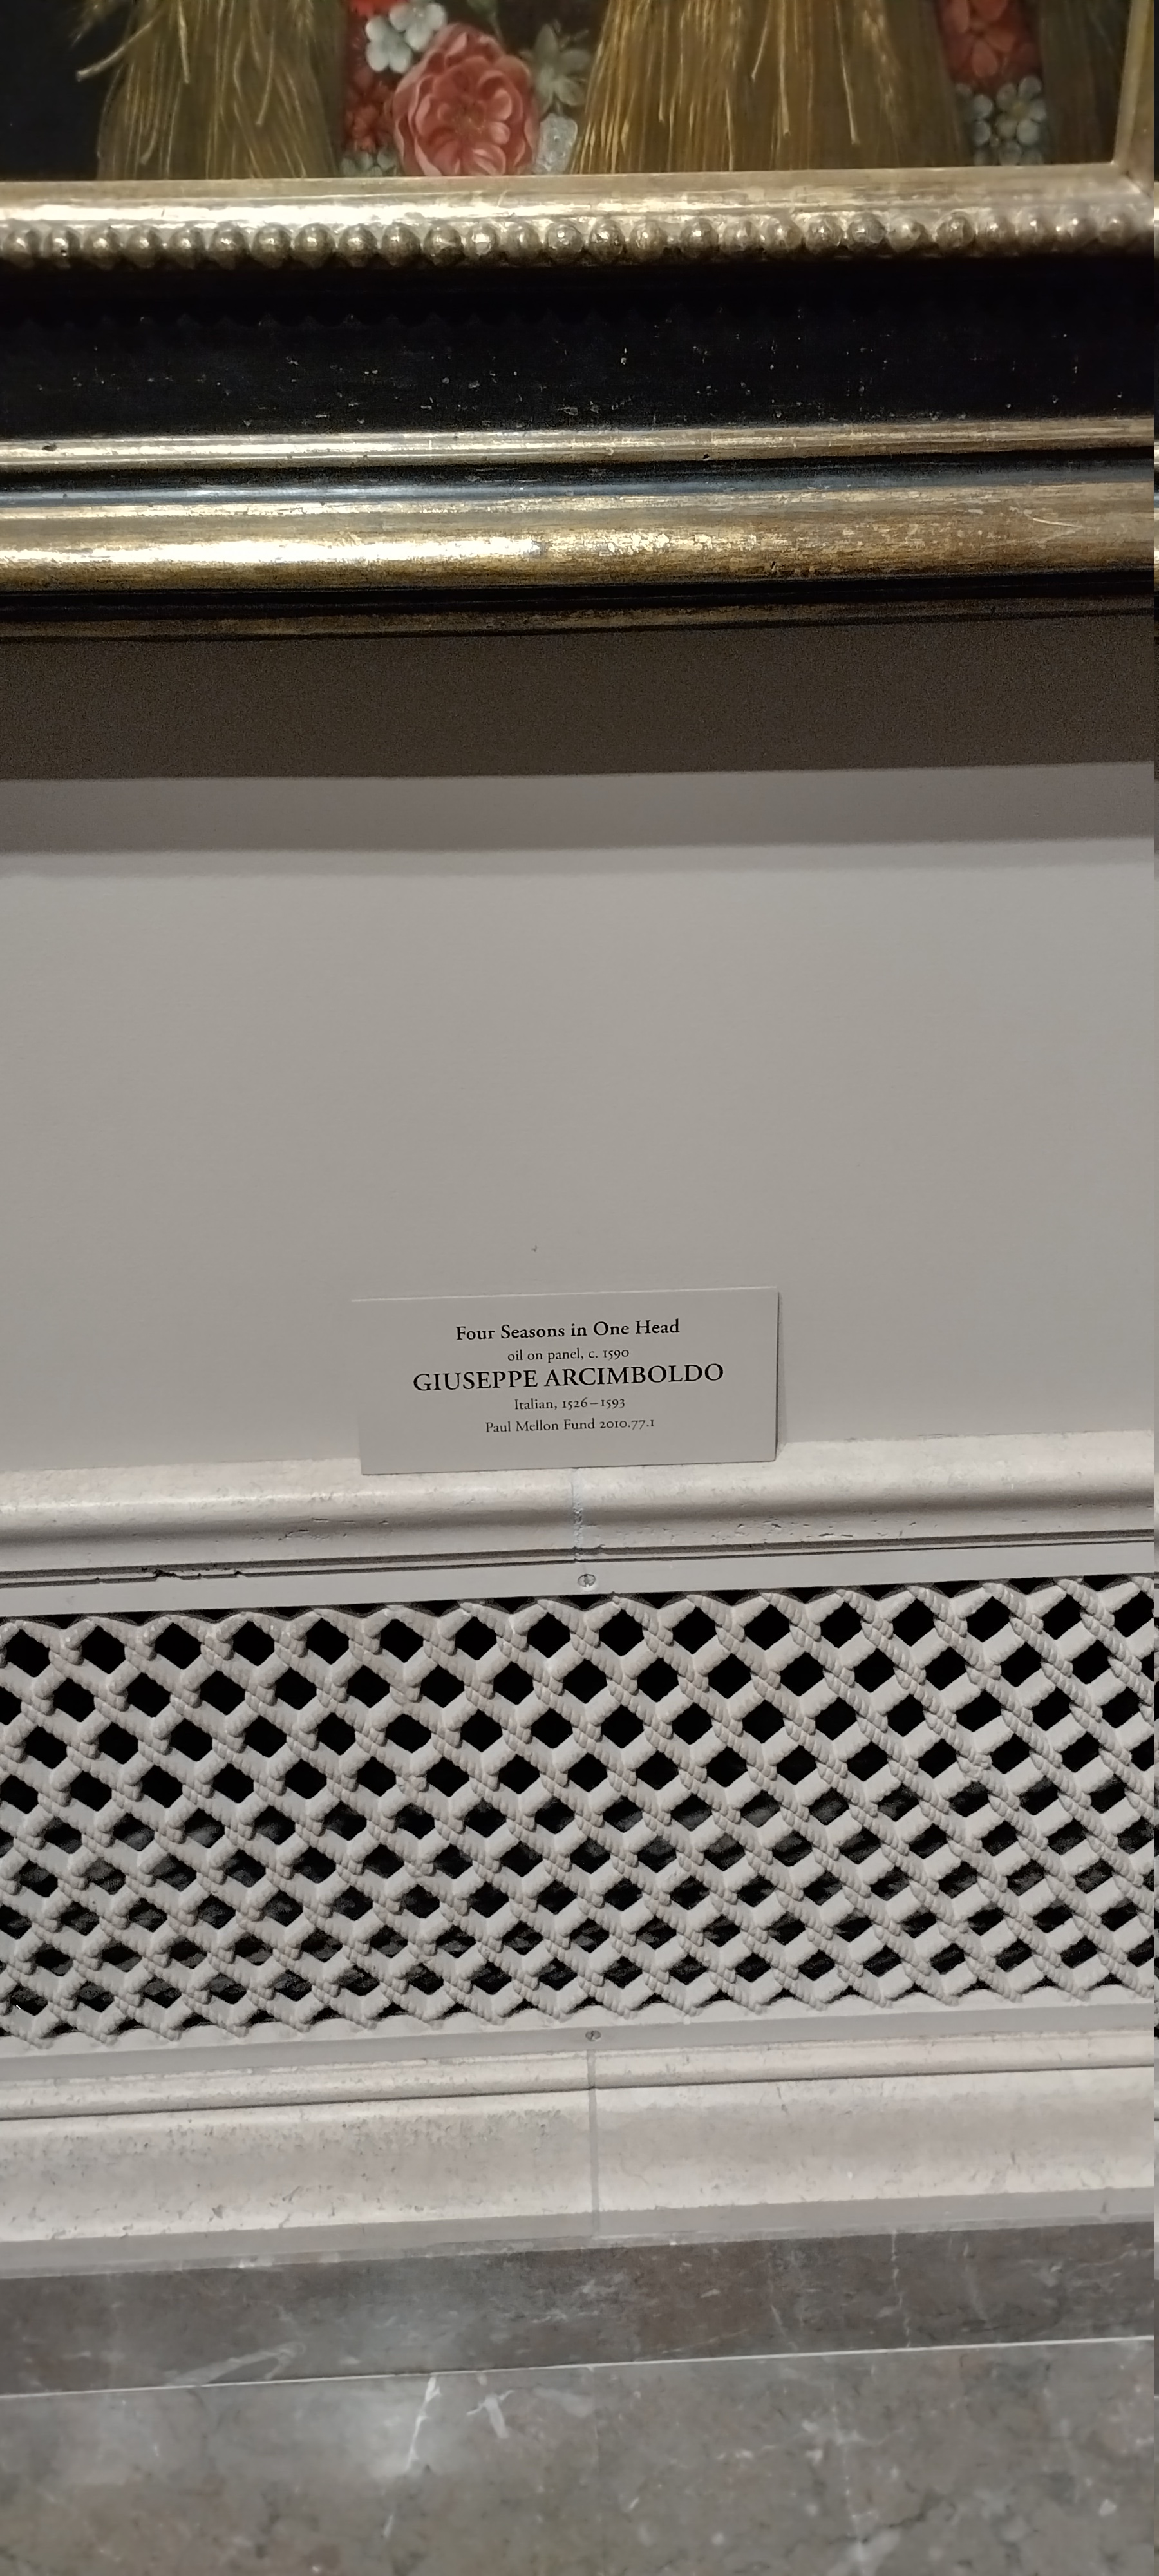 Four Seasons in One Head
oil on panel, c. 1590
GIUSEPPE ARCIMBOLDO
Italian, 1526–1593
Paul Mellon Fund 2010.77.1